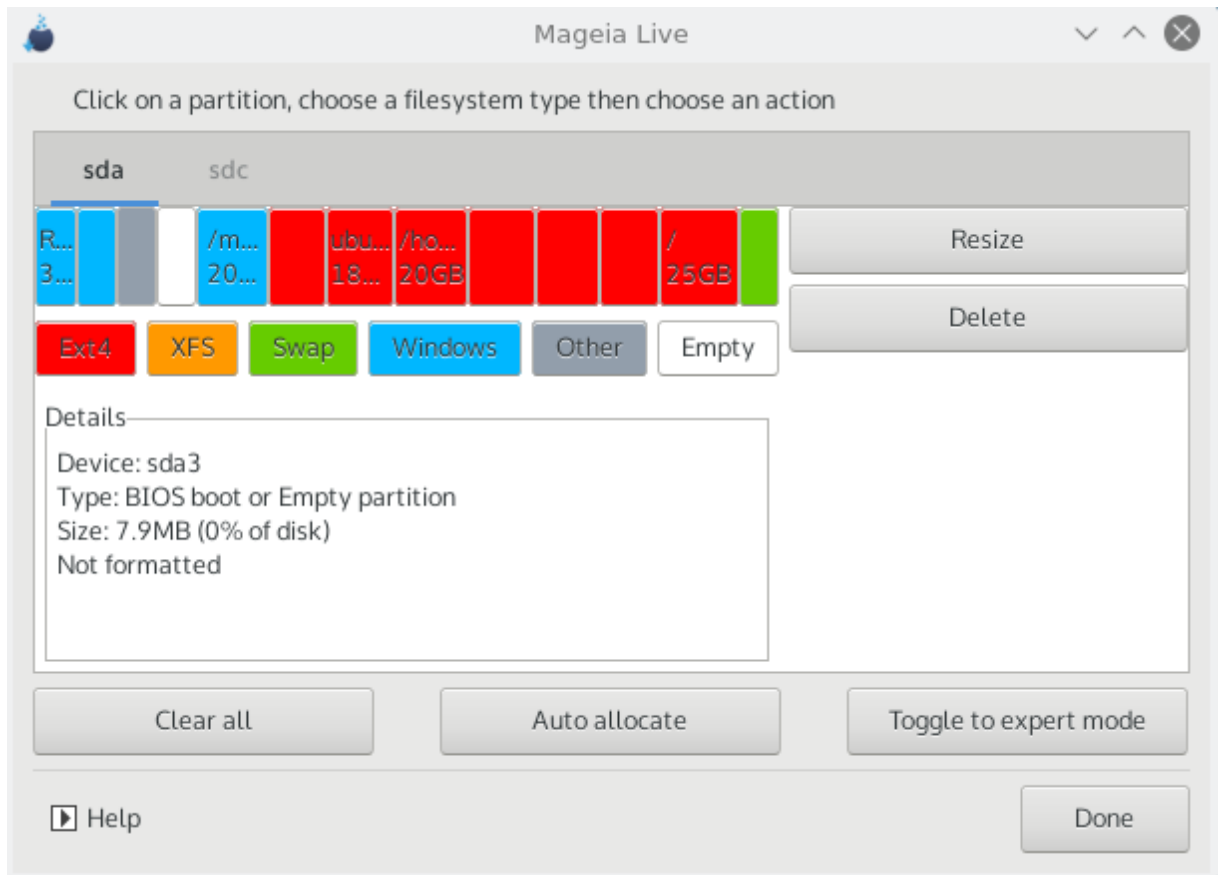 Mageia Live
Click on a partition, choose a filesystem type then choose an action
sda sdc
R... /m... ubu... /ho... /
3... 20... 18... 20GB 25GB
Resize
Delete
Ext4 XFS Swap Windows Other Empty
Details
Device: sda3
Type: BIOS boot or Empty partition
Size: 7.9MB (0% of disk)
Not formatted
Clear all Auto allocate Toggle to expert mode
Help Done